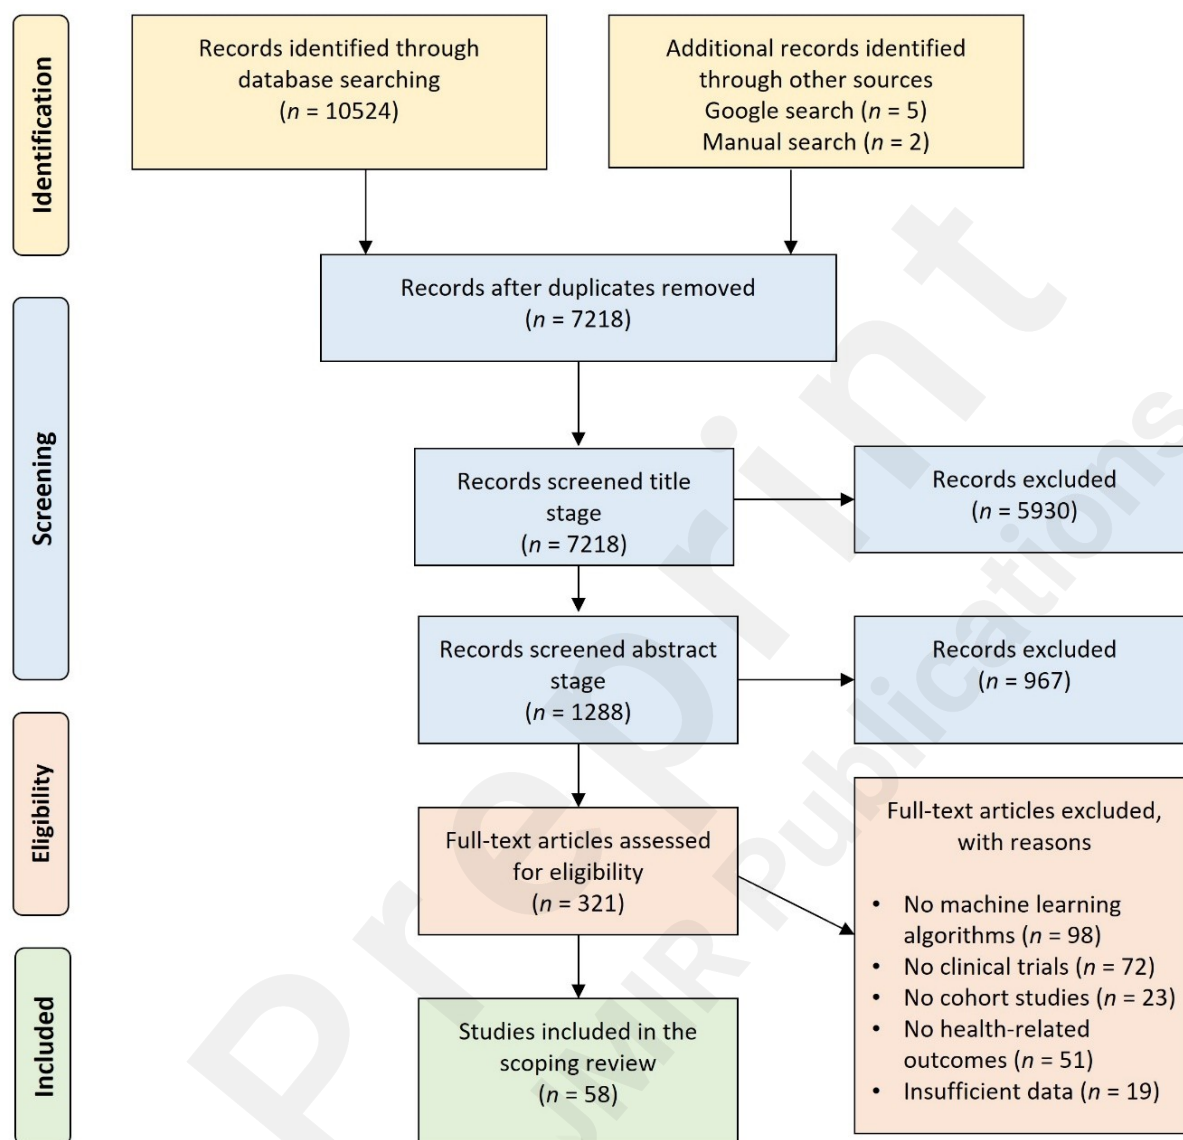 Identification
Records identified through
database searching
(n = 10524)
Additional records identified
through other sources
Google search (n = 5)
Manual search (n = 2)
Screening
Records after duplicates removed
(n = 7218)
Records screened title
stage
(n = 7218)
Records excluded
(n = 5930)
Records screened abstract
stage
(n = 1288)
Records excluded
(n = 967)
Eligibility
Full-text articles assessed
for eligibility
(n = 321)
Full-text articles excluded,
with reasons
• No machine learning
algorithms (n = 98)
• No clinical trials (n = 72)
• No cohort studies (n = 23)
• No health-related
outcomes (n = 51)
• Insufficient data (n = 19)
Included
Studies included in the
scoping review
(n = 58)
Preprint
JMIR Publications